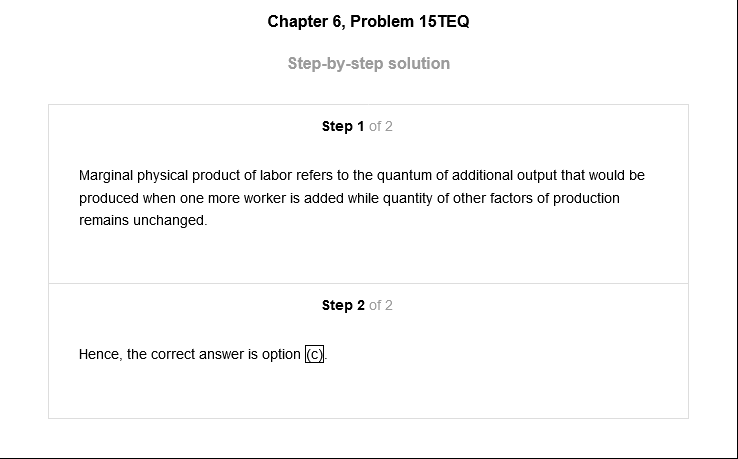 Chapter 6, Problem 15TEQ
Step-by-step solution
Step 1 of 2
Marginal physical product of labor refers to the quantum of additional output that would be
produced when one more worker is added while quantity of other factors of production
remains unchanged.
Step 2 of 2
Hence, the correct answer is option (c).